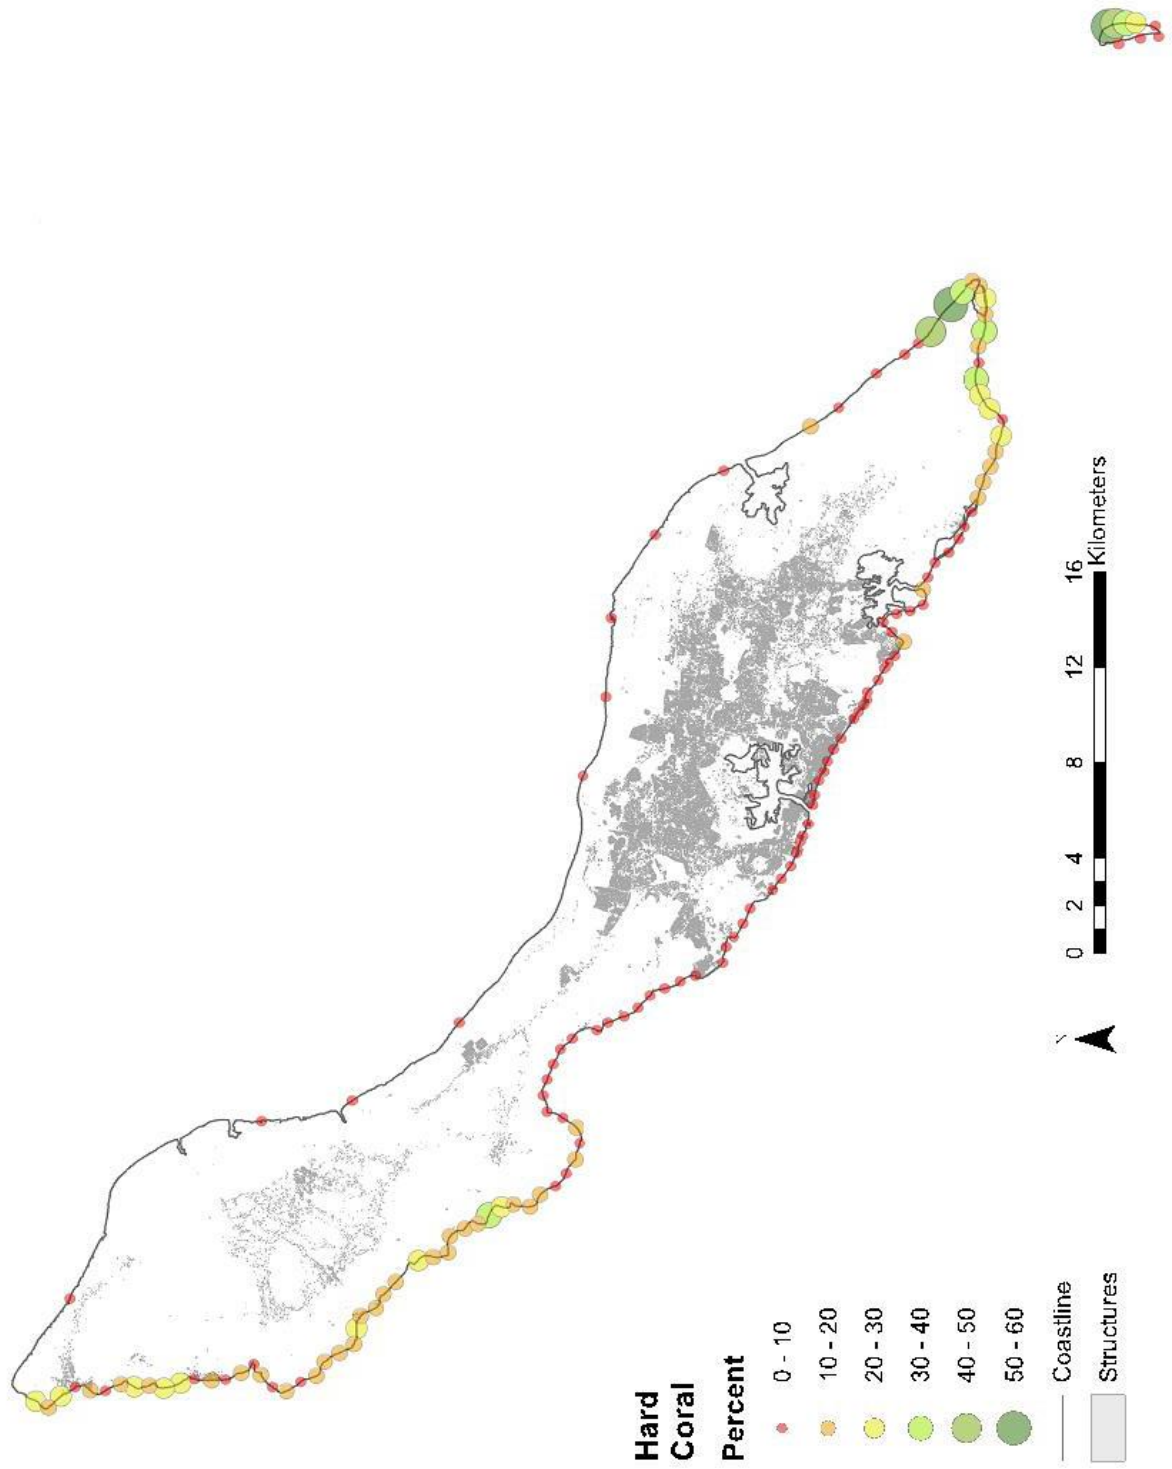 Hard
Coral
Percent
0 - 10
10 - 20
20 - 30
30 - 40
40 - 50
50 - 60
Coastline
Structures
0 2 4 8 12 16
Kilometers